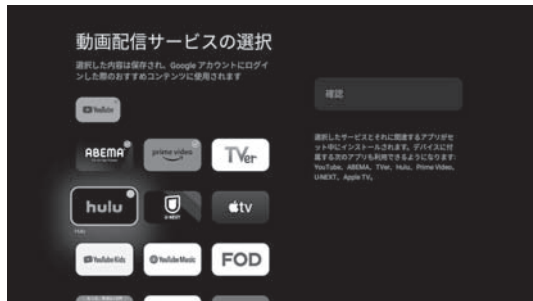 動画配信サービスの選択
選択した内容は保存され、Google アカウントにログイ
ンした際のおすすめコンテンツに使用されます
YouTube
ABEMA
prime video
TVer
hulu
U-NEXT
tv
Hulu
YouTube Kids
YouTube Music
FOD
確認
選択したサービスとそれに関連するアプリがセ
ット中にインストールされます。デバイスに付
属する次のアプリも利用できるようになります:
YouTube、ABEMA、TVer、Hulu、Prime Video、
U-NEXT、Apple TV。